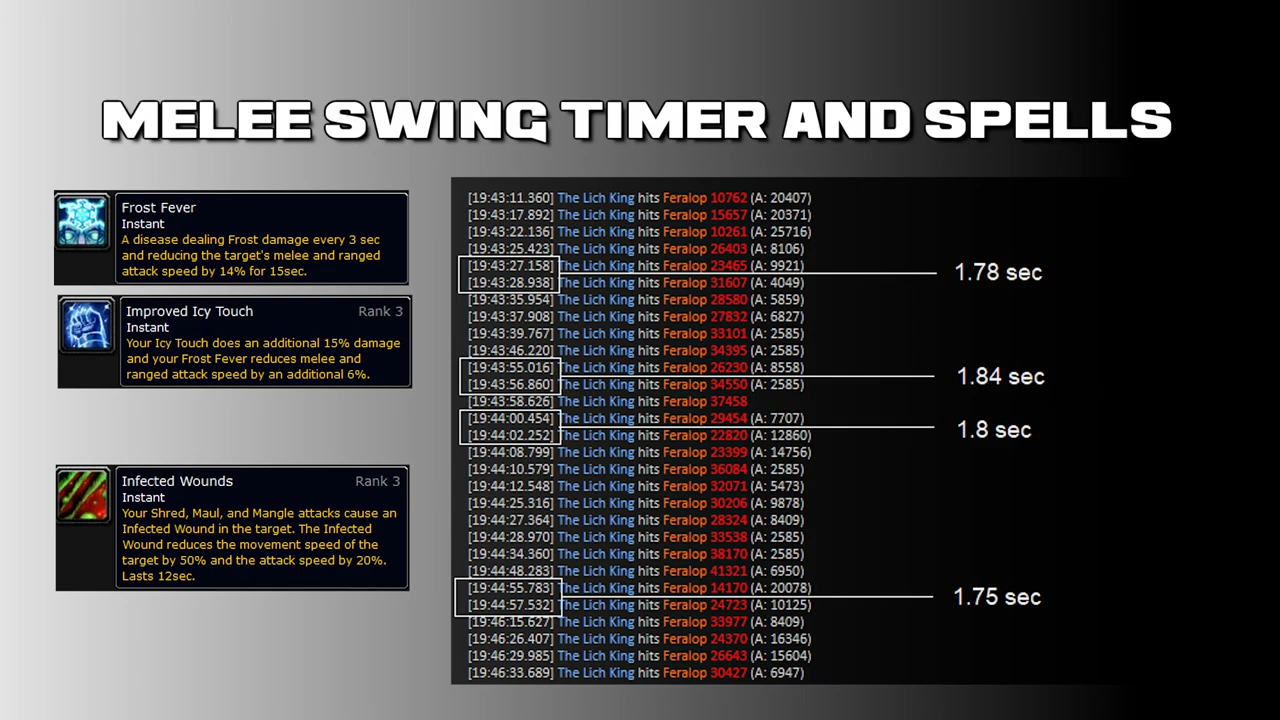 MELEE SWING TIMER AND SPELLS
Frost Fever
Instant
A disease dealing Frost damage every 3 sec
and reducing the target's melee and ranged
attack speed by 14% for 15sec.
Improved Icy Touch Rank 3
Instant
Your Icy Touch does an additional 15% damage
and your Frost Fever reduces melee and
ranged attack speed by an additional 6%.
Infected Wounds Rank 3
Instant
Your Shred, Maul, and Mangle attacks cause an
Infected Wound in the target. The Infected
Wound reduces the movement speed of the
target by 50% and the attack speed by 20%.
Lasts 12sec.
[19:43:11.360] The Lich King hits Feralop 10762 (A: 20407)
[19:43:17.892] The Lich King hits Feralop 15657 (A: 20371)
[19:43:22.136] The Lich King hits Feralop 10261 (A: 25716)
[19:43:25.423] The Lich King hits Feralop 26403 (A: 8106)
[19:43:27.158] The Lich King hits Feralop 23465 (A: 9921)
[19:43:28.938] The Lich King hits Feralop 31607 (A: 4049)
[19:43:35.954] The Lich King hits Feralop 28580 (A: 5859)
[19:43:37.908] The Lich King hits Feralop 27832 (A: 6827)
[19:43:39.767] The Lich King hits Feralop 33101 (A: 2585)
[19:43:46.220] The Lich King hits Feralop 34395 (A: 2585)
[19:43:55.016] The Lich King hits Feralop 26230 (A: 8558)
[19:43:56.860] The Lich King hits Feralop 34550 (A: 2585)
[19:43:58.626] The Lich King hits Feralop 37458
[19:44:00.454] The Lich King hits Feralop 29454 (A: 7707)
[19:44:02.252] The Lich King hits Feralop 22820 (A: 12860)
[19:44:08.799] The Lich King hits Feralop 23399 (A: 14756)
[19:44:10.579] The Lich King hits Feralop 36084 (A: 2585)
[19:44:12.548] The Lich King hits Feralop 32071 (A: 5473)
[19:44:25.316] The Lich King hits Feralop 30206 (A: 9878)
[19:44:27.364] The Lich King hits Feralop 28324 (A: 8409)
[19:44:28.970] The Lich King hits Feralop 33538 (A: 2585)
[19:44:34.360] The Lich King hits Feralop 38170 (A: 2585)
[19:44:48.283] The Lich King hits Feralop 41321 (A: 6950)
[19:44:55.783] The Lich King hits Feralop 14170 (A: 20078)
[19:44:57.532] The Lich King hits Feralop 24723 (A: 10125)
[19:46:15.627] The Lich King hits Feralop 33977 (A: 8409)
[19:46:26.407] The Lich King hits Feralop 24370 (A: 16346)
[19:46:29.985] The Lich King hits Feralop 26643 (A: 15604)
[19:46:33.689] The Lich King hits Feralop 30427 (A: 6947)
1.78 sec
1.84 sec
1.8 sec
1.75 sec